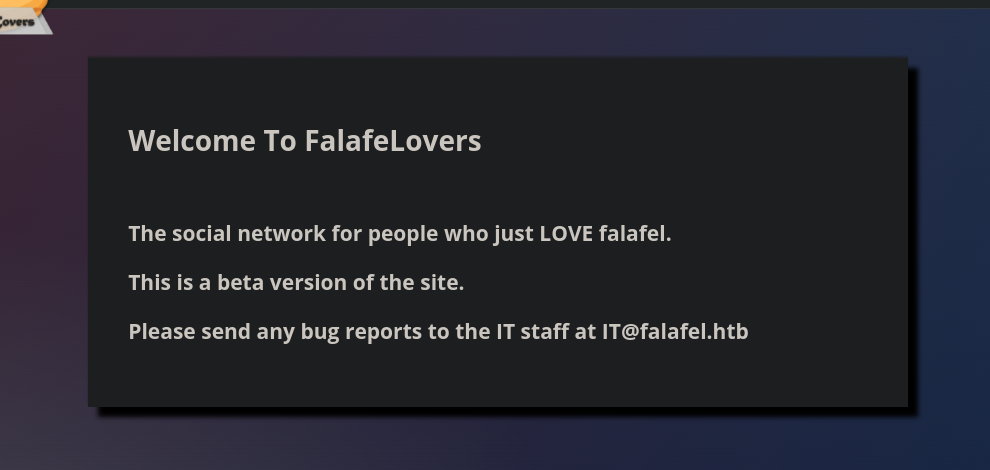 Lovers
Welcome To FalafeLovers
The social network for people who just LOVE falafel.
This is a beta version of the site.
Please send any bug reports to the IT staff at IT@falafel.htb